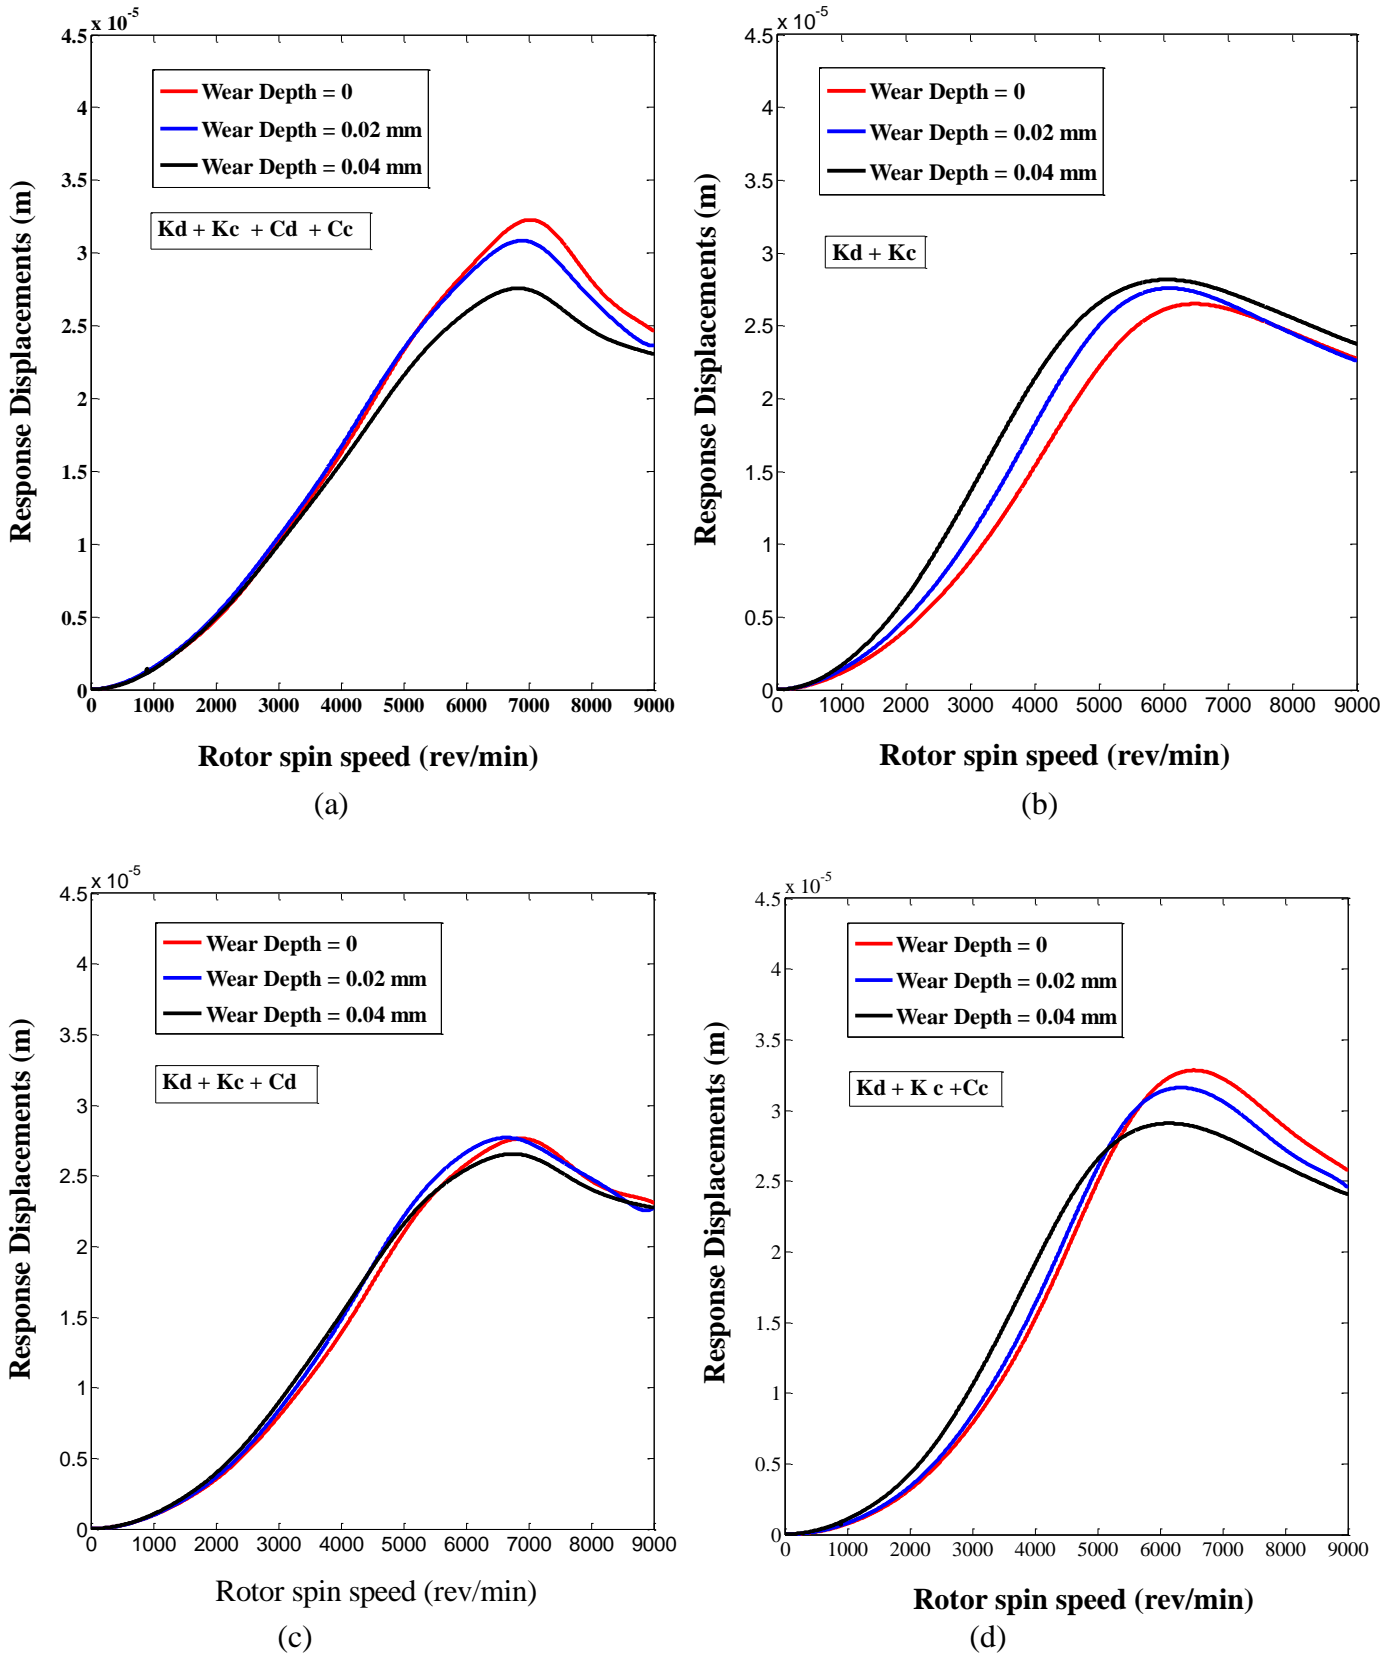 x 10-5
4.5
4
3.5
3
2.5
2
1.5
1
0.5
0
Response Displacements (m)
Wear Depth = 0
Wear Depth = 0.02 mm
Wear Depth = 0.04 mm
Kd + Kc + Cd + Cc
0 1000 2000 3000 4000 5000 6000 7000 8000 9000
Rotor spin speed (rev/min)
(a)
x 10-5
4.5
4
3.5
3
2.5
2
1.5
1
0.5
0
Response Displacements (m)
Wear Depth = 0
Wear Depth = 0.02 mm
Wear Depth = 0.04 mm
Kd + Kc
0 1000 2000 3000 4000 5000 6000 7000 8000 9000
Rotor spin speed (rev/min)
(b)
x 10-5
4.5
4
3.5
3
2.5
2
1.5
1
0.5
0
Response Displacements (m)
Wear Depth = 0
Wear Depth = 0.02 mm
Wear Depth = 0.04 mm
Kd + Kc + Cd
0 1000 2000 3000 4000 5000 6000 7000 8000 9000
Rotor spin speed (rev/min)
(c)
x 10-5
4.5
4
3.5
3
2.5
2
1.5
1
0.5
0
Response Displacements (m)
Wear Depth = 0
Wear Depth = 0.02 mm
Wear Depth = 0.04 mm
Kd + K c +Cc
0 1000 2000 3000 4000 5000 6000 7000 8000 9000
Rotor spin speed (rev/min)
(d)